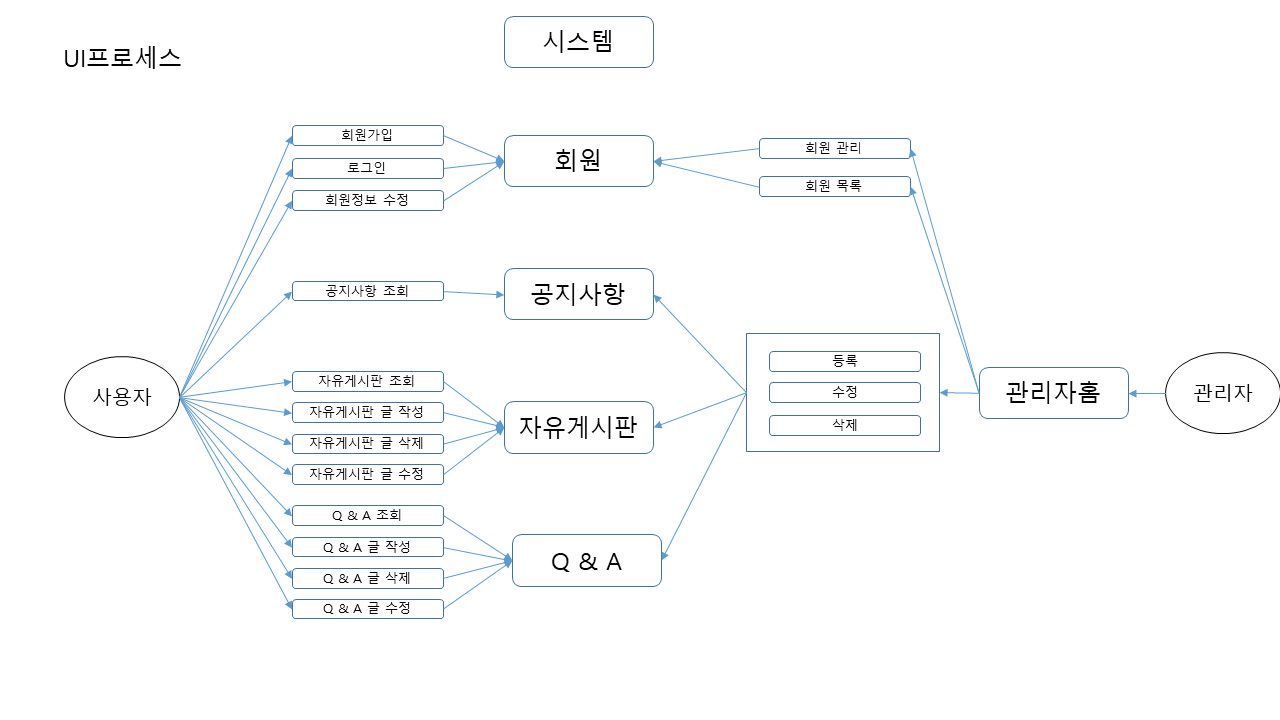 시스템
UI프로세스
회원가입
로그인
회원정보 수정
회원
회원 관리
회원 목록
공지사항 조회
공지사항
사용자
자유게시판 조회
자유게시판 글 작성
자유게시판 글 삭제
자유게시판 글 수정
자유게시판
등록
수정
삭제
관리자홈
관리자
Q & A 조회
Q & A 글 작성
Q & A 글 삭제
Q & A 글 수정
Q & A